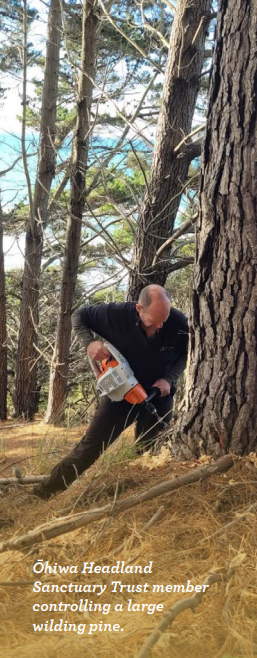 Ōhiwa Headland
Sanctuary Trust member
controlling a large
wilding pine.